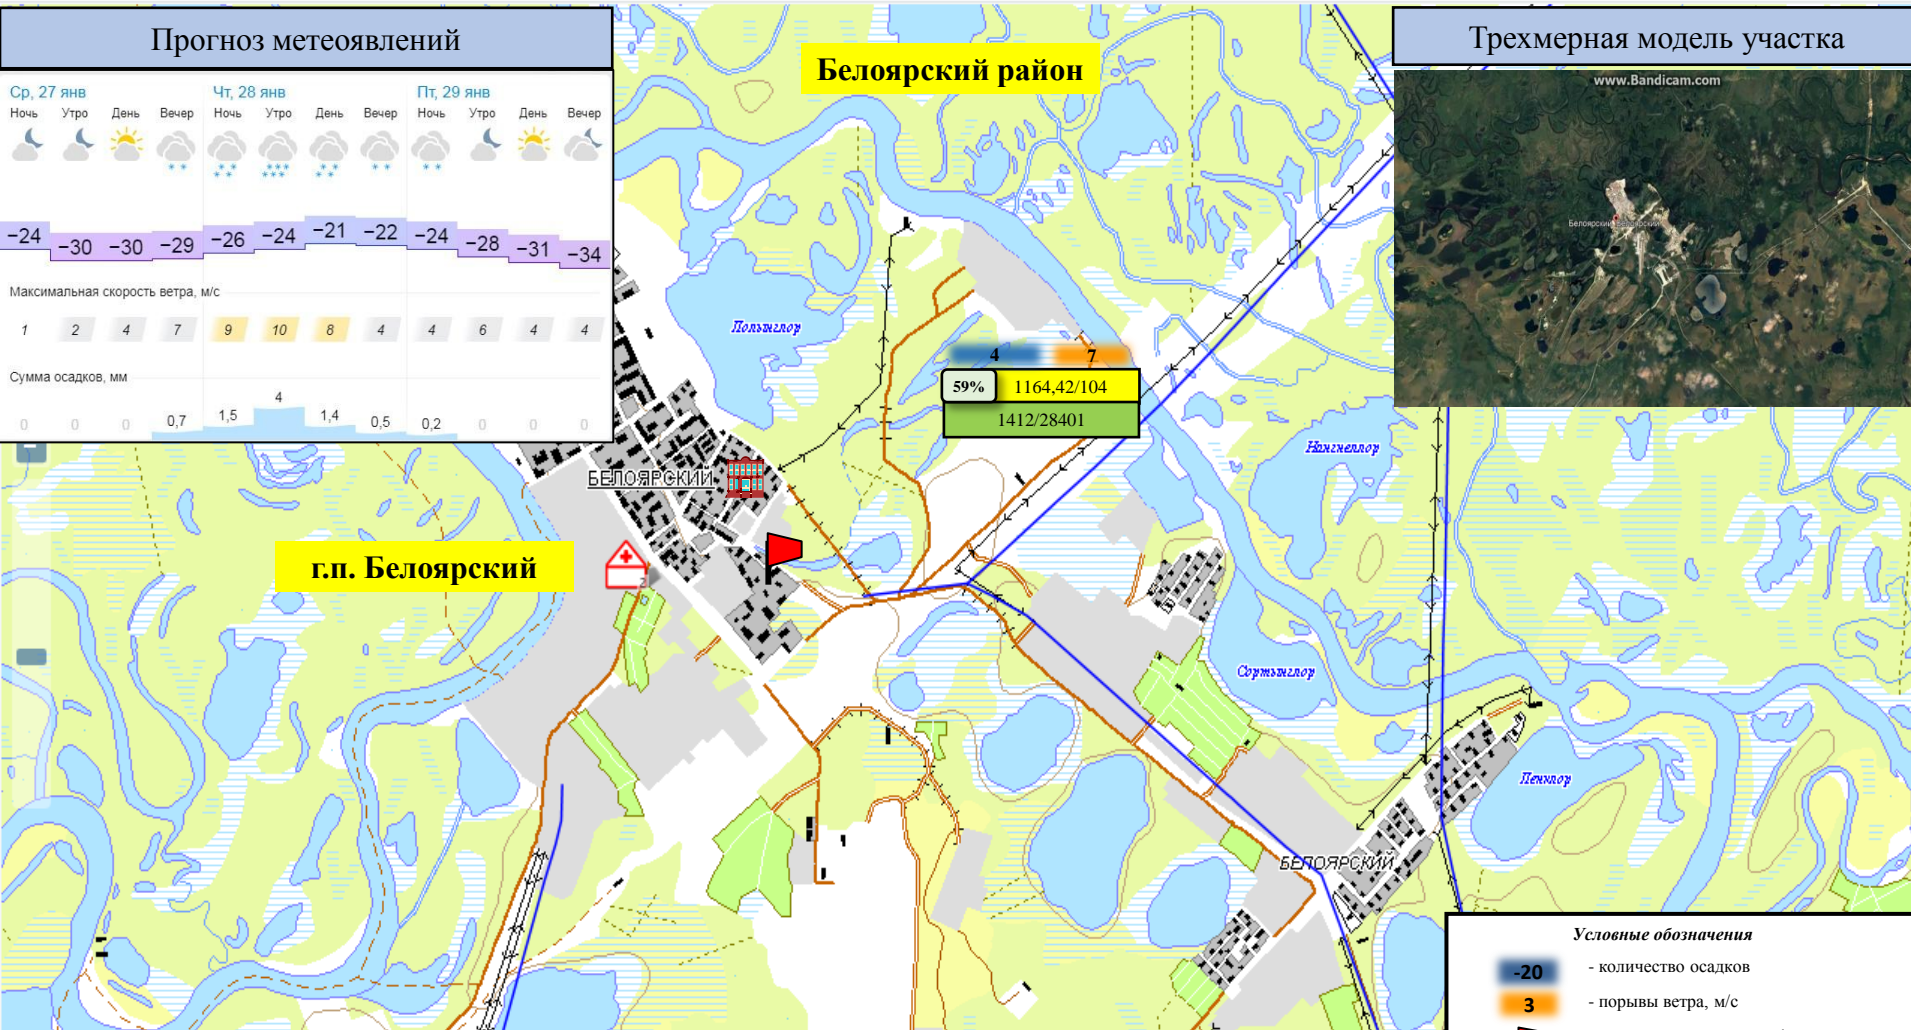 Прогноз метеоявлений
Ср, 27 янв Чт, 28 янв Пт, 29 янв
Ночь Утро День Вечер Ночь Утро День Вечер Ночь Утро День Вечер
−24 −30 −30 −29 −26 −24 −21 −22 −24 −28 −31 −34
Максимальная скорость ветра, м/с
1 2 4 7 9 10 8 4 4 6 4 4
Сумма осадков, мм
0 0 0 0,7 1,5 4 1,4 0,5 0,2 0 0 0
Белоярский район
Трехмерная модель участка
www.Bandicam.com
Белоярский
Полынглор
4 7
59% 1164,42/104
1412/28401
Нангнеплор
БЕЛОЯРСКИЙ
г.п. Белоярский
Сортынглор
Пенклор
БЕЛОЯРСКИЙ
Условные обозначения
-20 - количество осадков
3 - порывы ветра, м/с